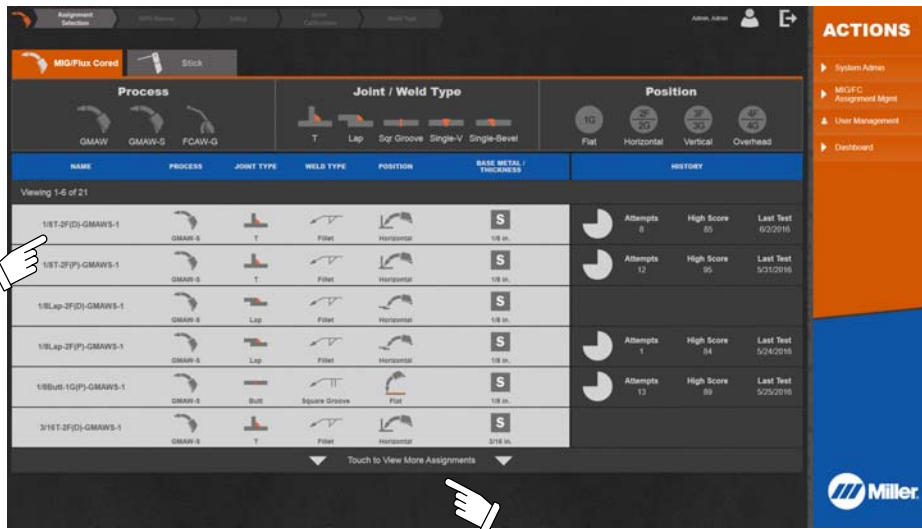 Assignment
Selection
Admin, Admin
ACTIONS
System Admin
MIG/FC
Assignment Mgmt
User Management
Dashboard
MIG/Flux Cored
Stick
Process
Joint / Weld Type
Position
GMAW
GMAW-S
FCAW-G
T
Lap
Sqr Groove
Single-V
Single-Bevel
1G
Flat
2F
2G
Horizontal
3F
3G
Vertical
4F
4G
Overhead
NAME
PROCESS
JOINT TYPE
WELD TYPE
POSITION
BASE METAL /
THICKNESS
HISTORY
Viewing 1-6 of 21
1/8T-2F(D)-GMAWS-1
GMAW-S
T
Fillet
Horizontal
S
1/8 in.
Attempts
8
High Score
85
Last Test
6/2/2016
1/8T-2F(P)-GMAWS-1
GMAW-S
T
Fillet
Horizontal
S
1/8 in.
Attempts
12
High Score
95
Last Test
5/31/2016
1/8Lap-2F(D)-GMAWS-1
GMAW-S
Lap
Fillet
Horizontal
S
1/8 in.
1/8Lap-2F(P)-GMAWS-1
GMAW-S
Lap
Fillet
Horizontal
S
1/8 in.
Attempts
1
High Score
84
Last Test
5/24/2016
1/8Butt-1G(P)-GMAWS-1
GMAW-S
Butt
Square Groove
Flat
S
1/8 in.
Attempts
13
High Score
89
Last Test
5/25/2016
3/16T-2F(D)-GMAWS-1
GMAW-S
T
Fillet
Horizontal
S
3/16 in.
Touch to View More Assignments
Miller